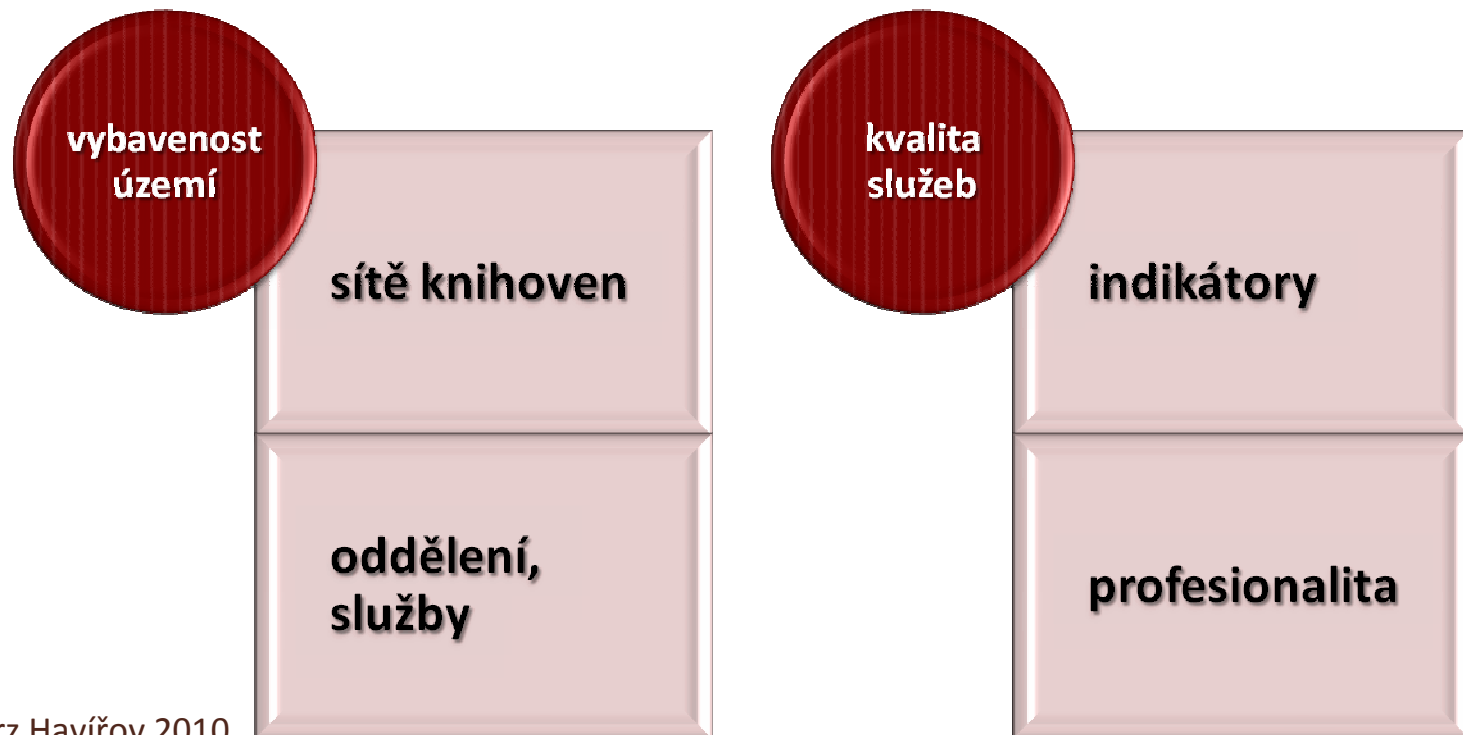 vybavenost
území
sítě knihoven
oddělení,
služby
kvalita
služeb
indikátory
profesionalita
Havířov 2010